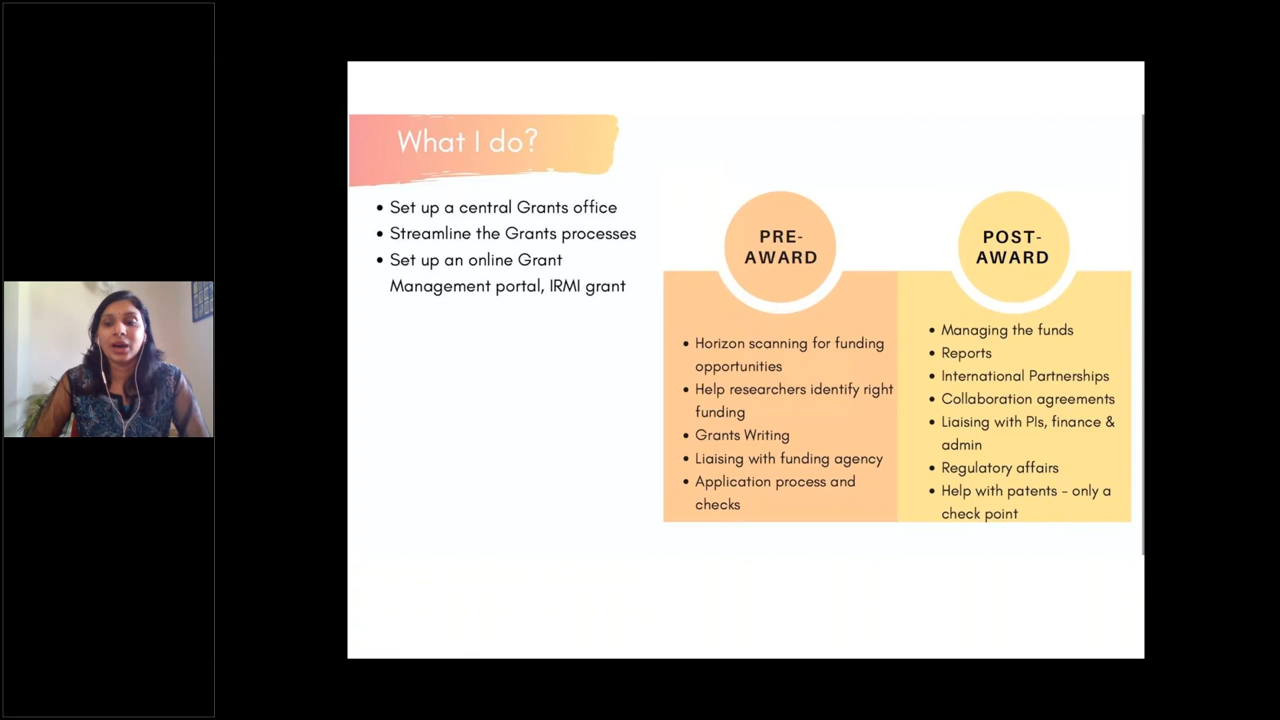 What I do?
Set up a central Grants office
Streamline the Grants processes
Set up an online Grant
Management portal, IRMI grant
PRE-
AWARD
Horizon scanning for funding
opportunities
Help researchers identify right
funding
Grants Writing
Liaising with funding agency
Application process and
checks
POST-
AWARD
Managing the funds
Reports
International Partnerships
Collaboration agreements
Liaising with PIs, finance &
admin
Regulatory affairs
Help with patents - only a
check point